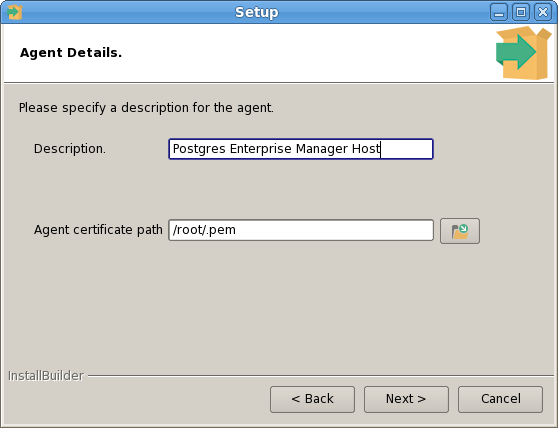 Setup
Agent Details.
Please specify a description for the agent.
Description.
Postgres Enterprise Manager Host
Agent certificate path
/root/.pem
InstallBuilder
< Back
Next >
Cancel